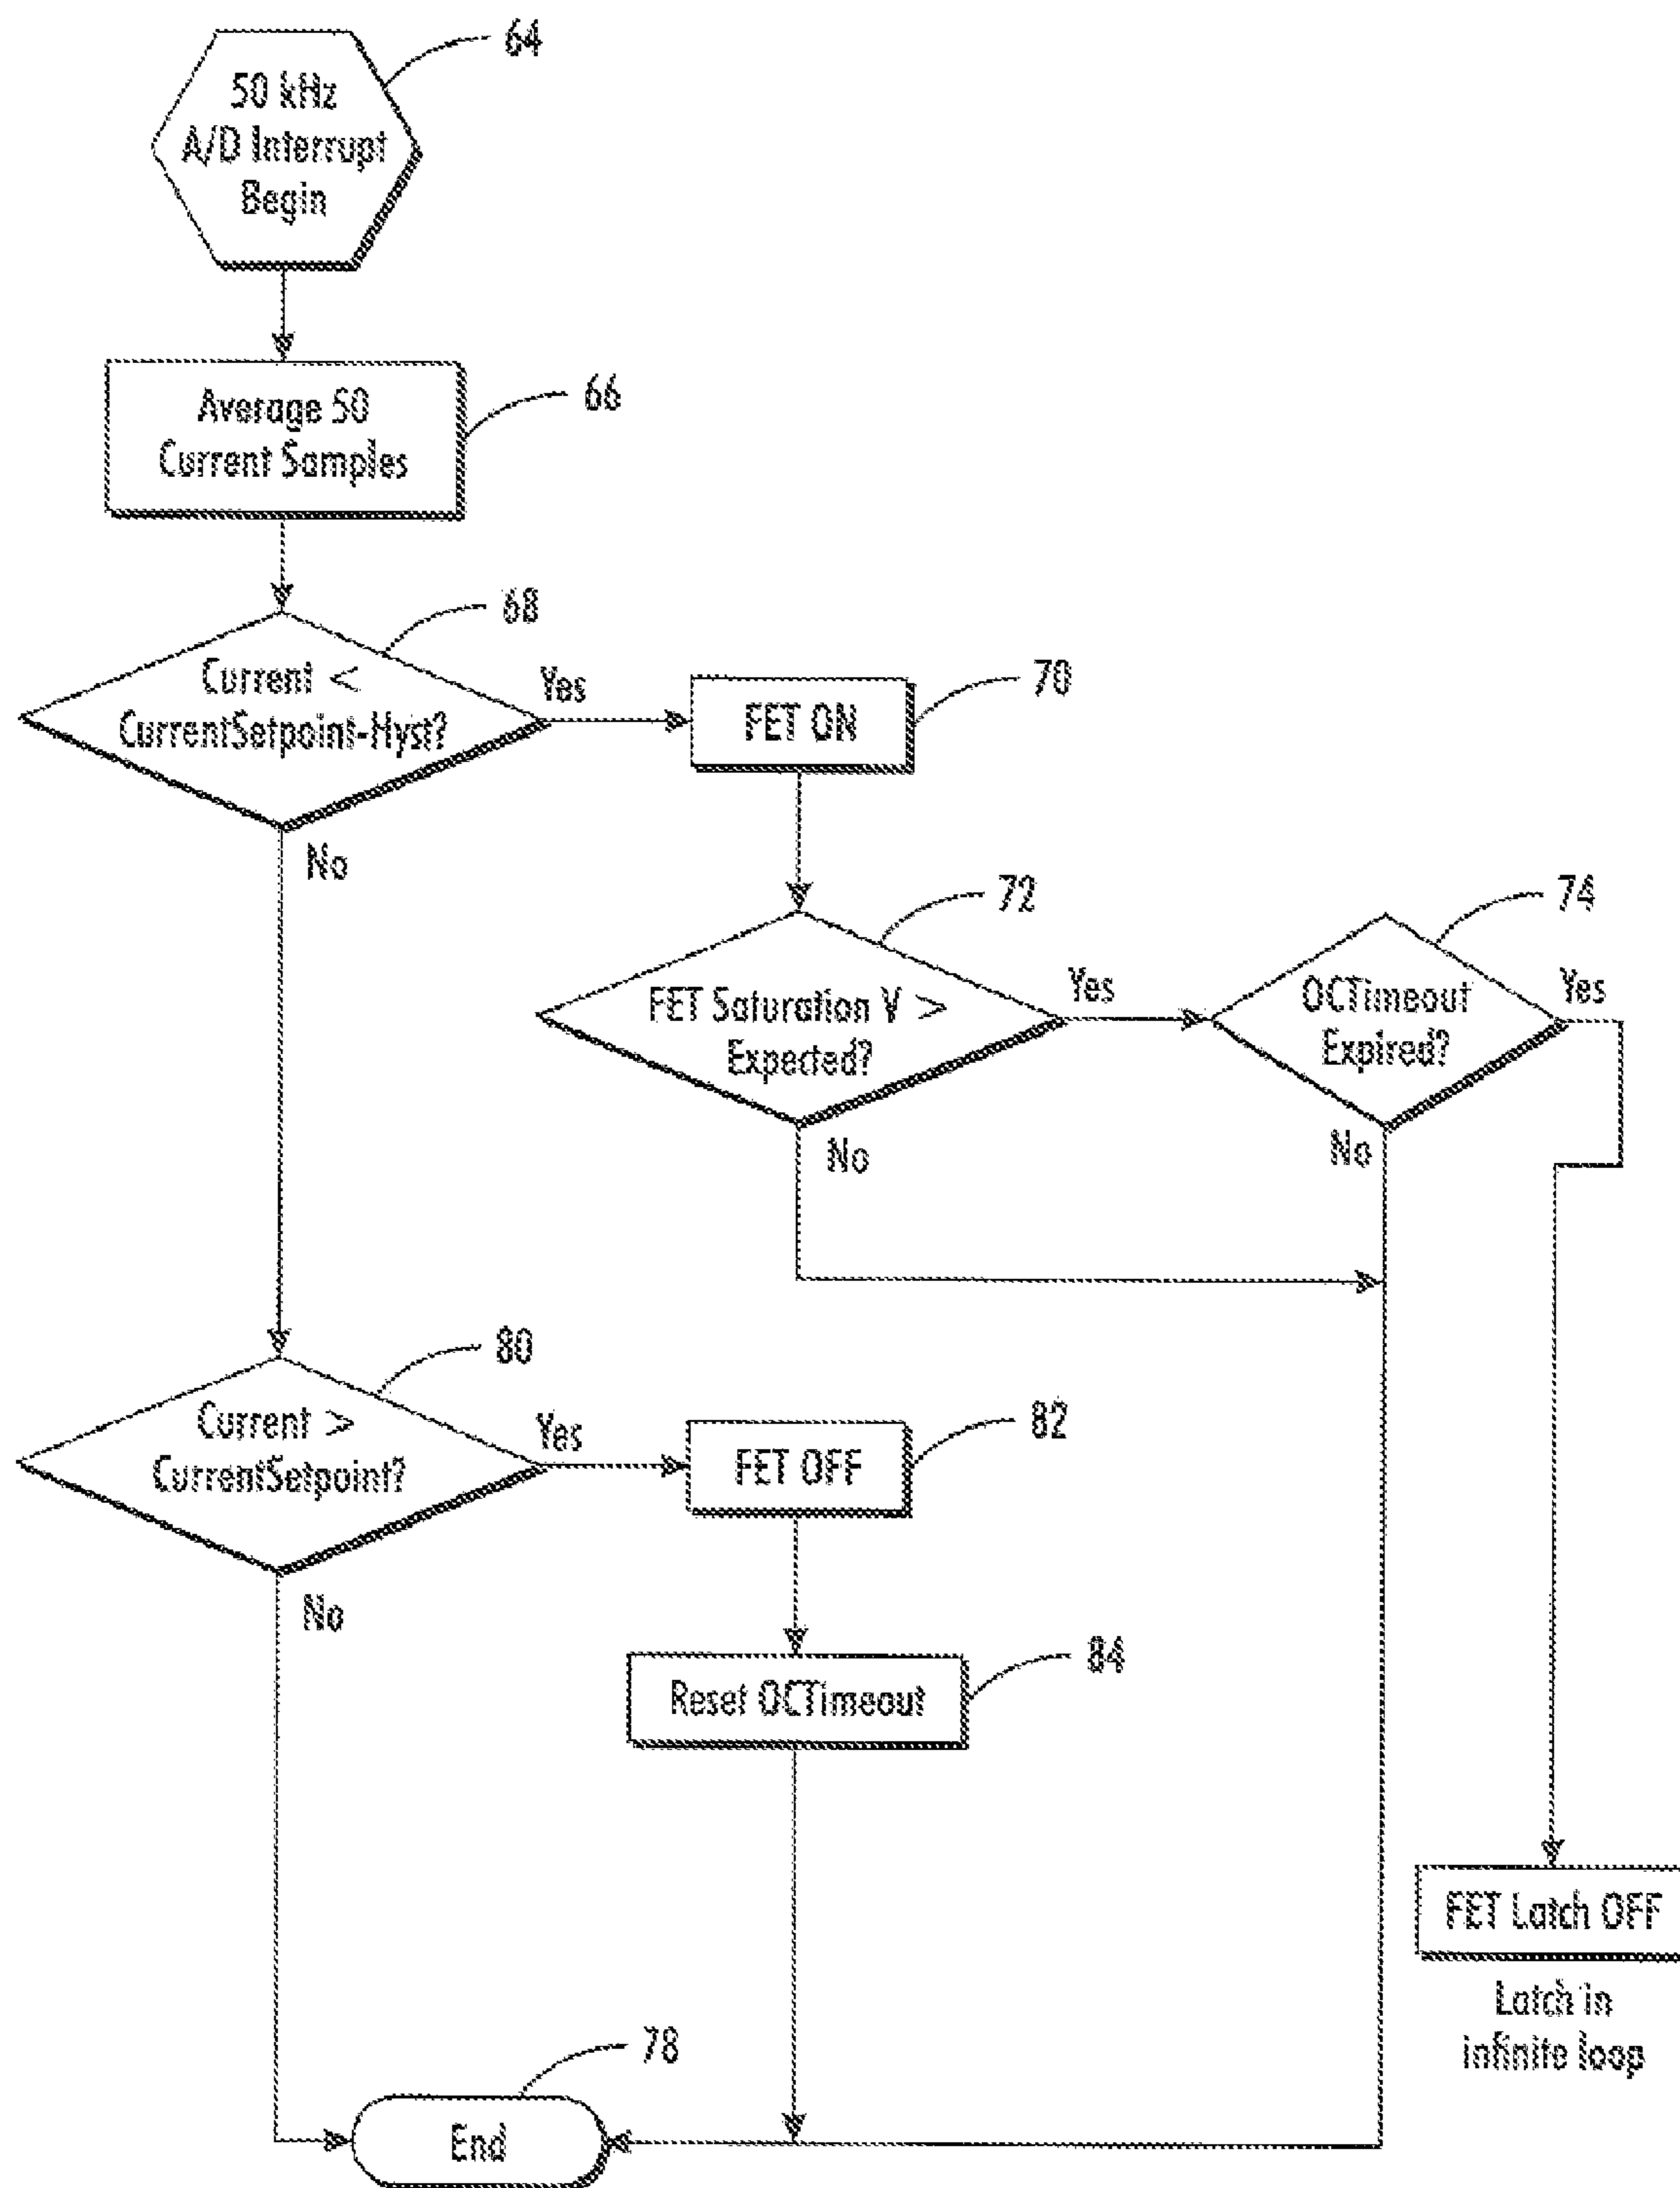 64
50 kHz
A/D Interrupt
Begin
66
Average 50
Current Samples
68
Current <
CurrentSetpoint-Hyst?
Yes
No
70
FET ON
72
FET Saturation V >
Expected?
Yes
No
74
OCTimeout
Expired?
Yes
No
80
Current >
CurrentSetpoint?
Yes
No
82
FET OFF
84
Reset OCTimeout
FET Latch OFF
Latch in
infinite loop
78
End